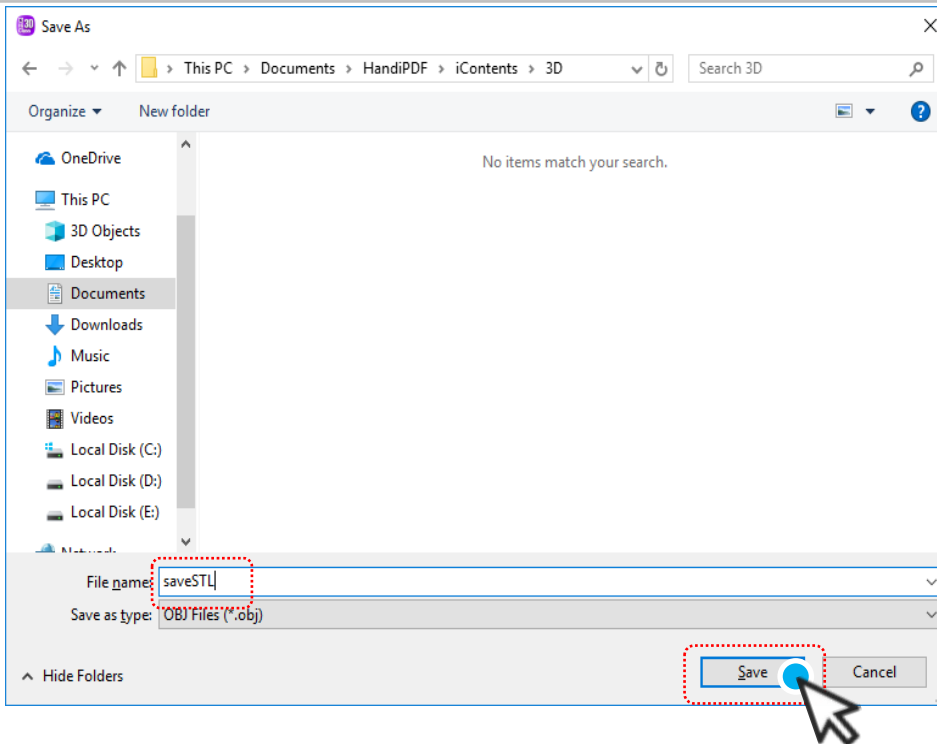 Save As
This PC > Documents > HandiPDF > iContents > 3D
Search 3D
Organize
New folder
OneDrive
No items match your search.
This PC
3D Objects
Desktop
Documents
Downloads
Music
Pictures
Videos
Local Disk (C:)
Local Disk (D:)
Local Disk (E:)
Network
File name: saveSTL
Save as type: OBJ Files (*.obj)
Hide Folders
Save
Cancel